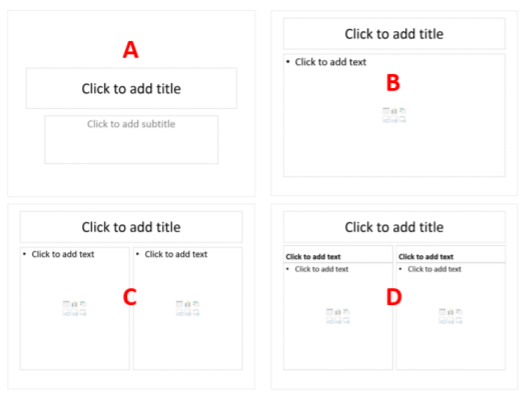 A
Click to add title
Click to add subtitle
Click to add title
• Click to add text
B
Click to add title
• Click to add text • Click to add text
C
Click to add title
Click to add text Click to add text
• Click to add text • Click to add text
D